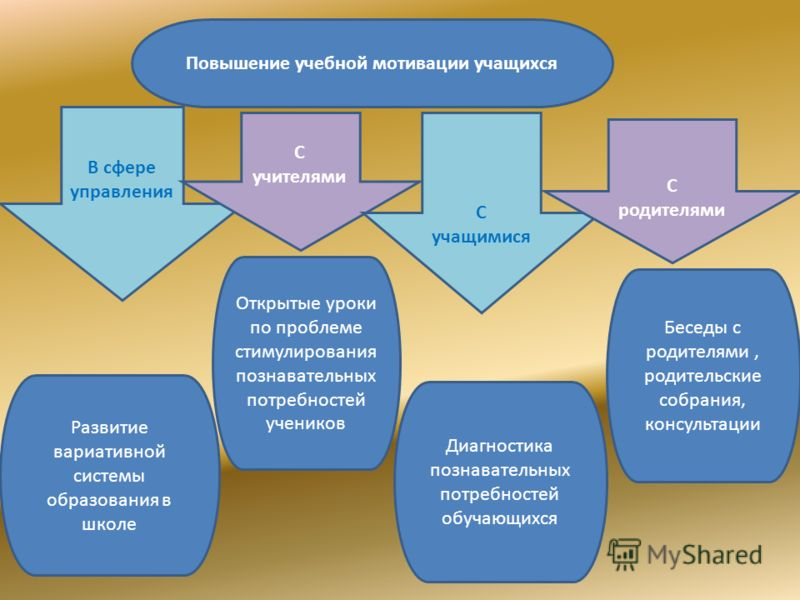 Повышение учебной мотивации учащихся
В сфере
управления
С
учителями
С
учащимися
С
родителями
Развитие
вариативной
системы
образования в
школе
Открытые уроки
по проблеме
стимулирования
познавательных
потребностей
учеников
Диагностика
познавательных
потребностей
обучающихся
Беседы с
родителями ,
родительские
собрания,
консультации
MyShared